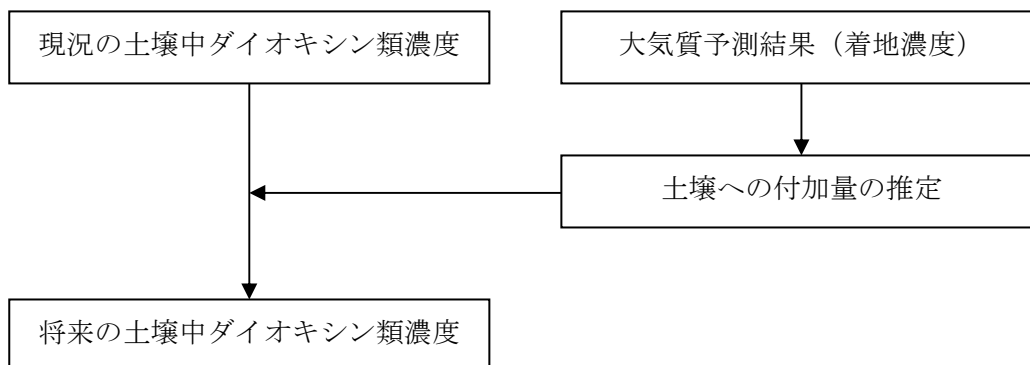 現況の土壌中ダイオキシン類濃度
大気質予測結果（着地濃度）
土壌への付加量の推定
将来の土壌中ダイオキシン類濃度